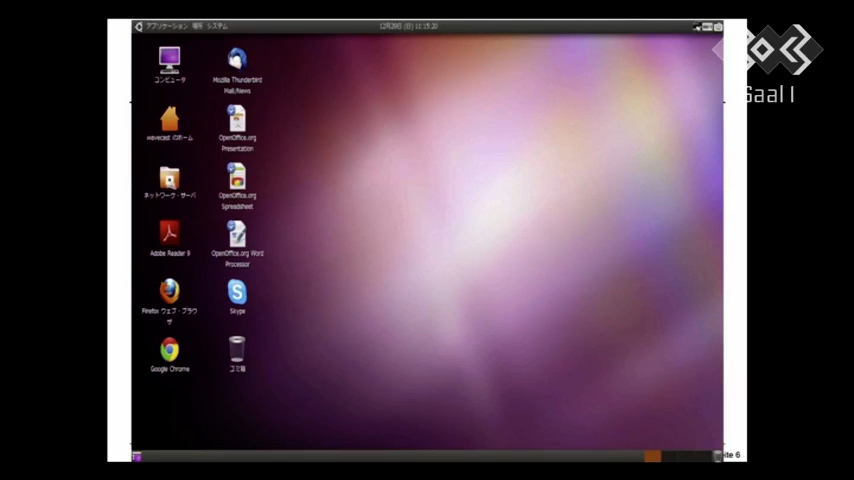 アプリケーション 場所 システム
12月29日 (日) 11:15:20
コンピュータ
Mozilla Thunderbird
Mail/News
wavecast のホーム
OpenOffice.org
Presentation
ネットワーク・サーバ
OpenOffice.org
Spreadsheet
Adobe Reader 9
OpenOffice.org Word
Processor
Firefox ウェブ・ブラウ
ザ
Skype
Google Chrome
ゴミ箱
Saal 1
ite 6